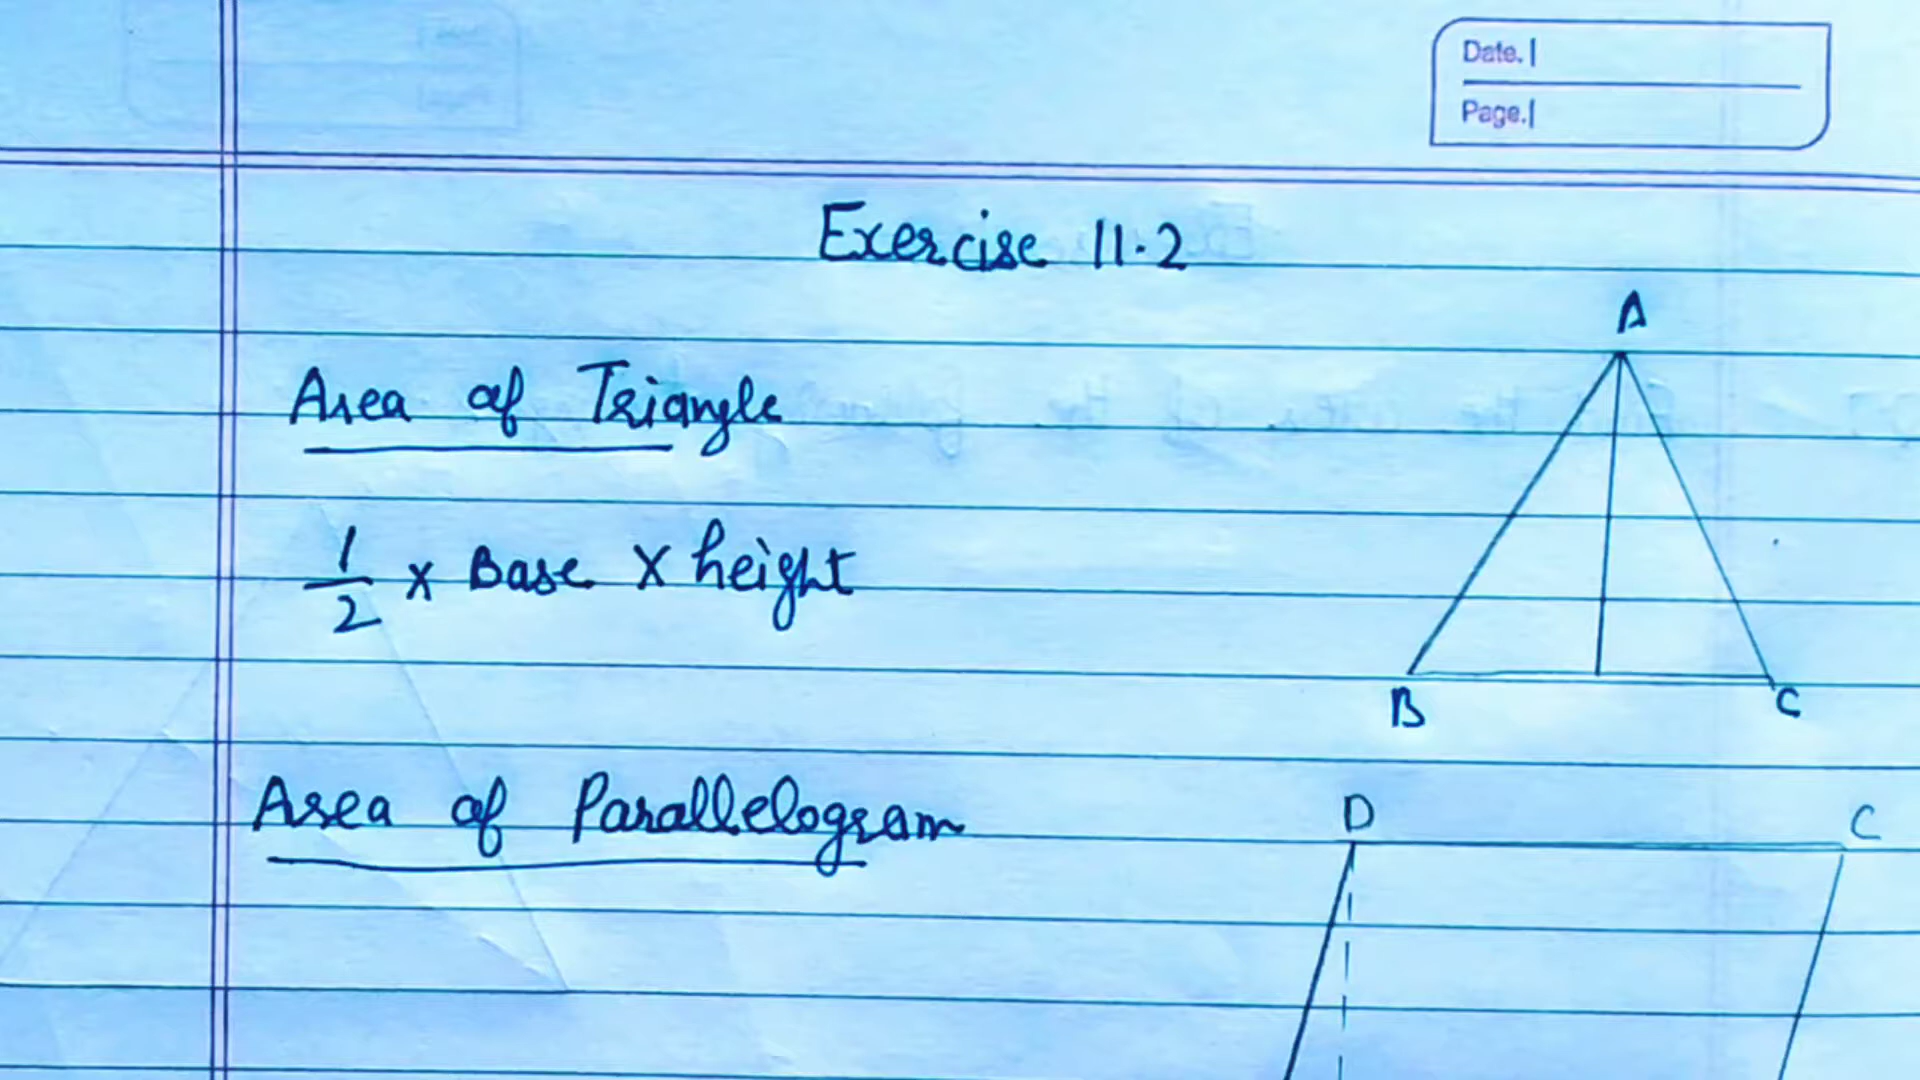 Date.
Page.
Exercise 11.2
A
Area of Triangle
1/2 x Base x height
B C
Area of Parallelogram
D C